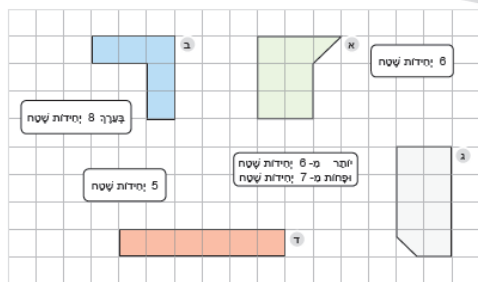 ב
א
6 יְחִידוֹת שֶׁטַח
בְּעֵרֶךְ 8 יְחִידוֹת שֶׁטַח
יוֹתֵר מִ- 6 יְחִידוֹת שֶׁטַח
וּפָחוֹת מִ- 7 יְחִידוֹת שֶׁטַח
ג
5 יְחִידוֹת שֶׁטַח
ד